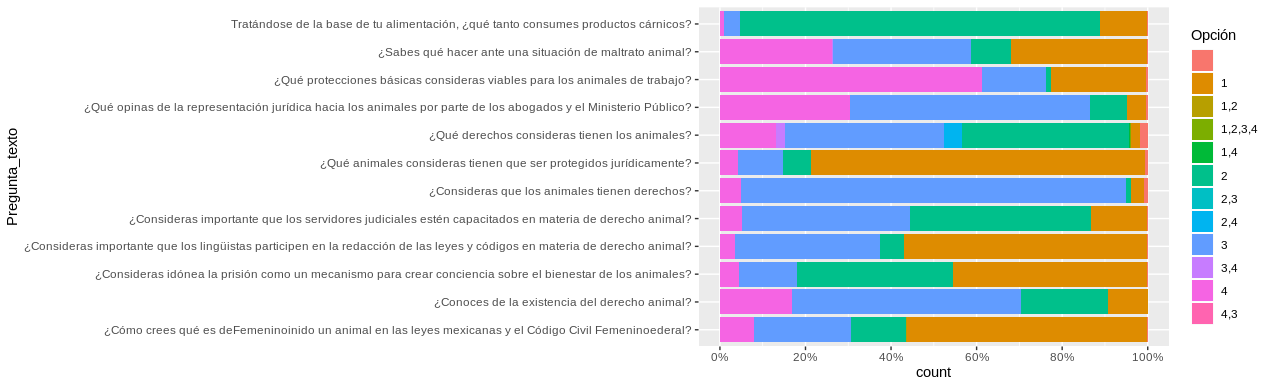 Pregunta_texto
Tratándose de la base de tu alimentación, ¿qué tanto consumes productos cárnicos?
¿Sabes qué hacer ante una situación de maltrato animal?
¿Qué protecciones básicas consideras viables para los animales de trabajo?
¿Qué opinas de la representación jurídica hacia los animales por parte de los abogados y el Ministerio Público?
¿Qué derechos consideras tienen los animales?
¿Qué animales consideras tienen que ser protegidos jurídicamente?
¿Consideras que los animales tienen derechos?
¿Consideras importante que los servidores judiciales estén capacitados en materia de derecho animal?
¿Consideras importante que los lingüistas participen en la redacción de las leyes y códigos en materia de derecho animal?
¿Consideras idónea la prisión como un mecanismo para crear conciencia sobre el bienestar de los animales?
¿Conoces de la existencia del derecho animal?
¿Cómo crees qué es deFemeninoinido un animal en las leyes mexicanas y el Código Civil Femeninoederal?
0%
20%
40%
60%
80%
100%
count
Opción
1
1,2
1,2,3,4
1,4
2
2,3
2,4
3
3,4
4
4,3